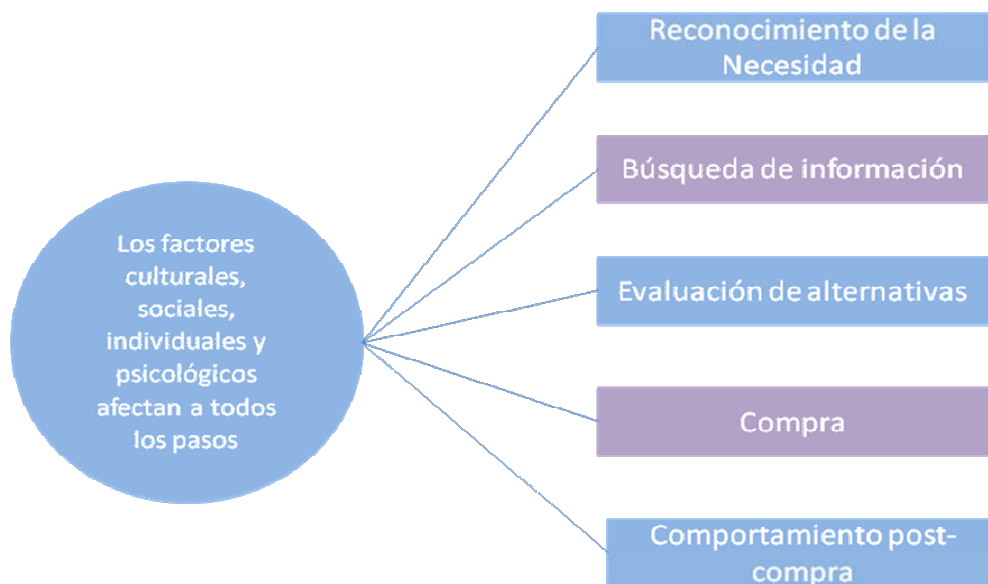 Los factores
culturales,
sociales,
individuales y
psicológicos
afectan a todos
los pasos
Reconocimiento de la
Necesidad
Búsqueda de información
Evaluación de alternativas
Compra
Comportamiento post-
compra